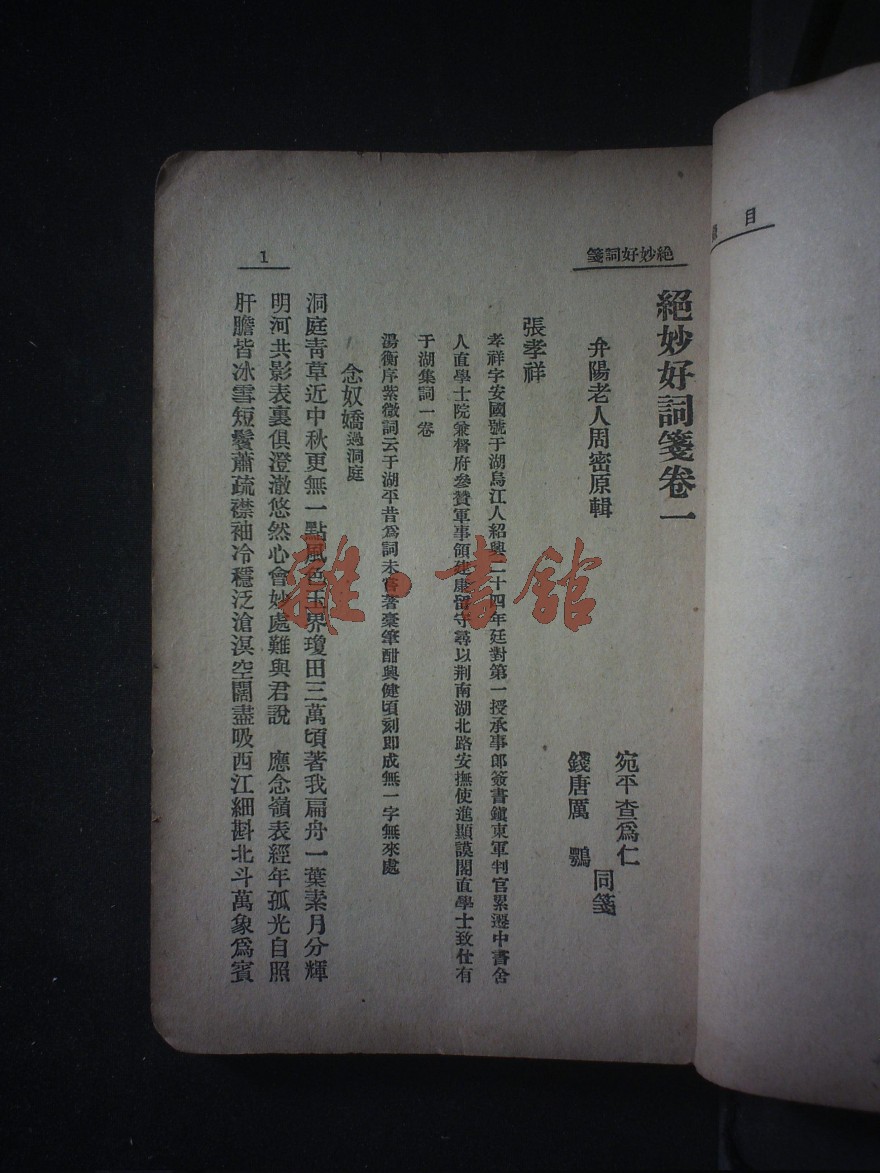 目
絕妙好詞箋
1
絕妙好詞箋卷一
弁陽老人周密原輯
宛平查爲仁
錢唐厲　鶚
同箋
張孝祥
孝祥字安國號于湖烏江人紹興二十四年廷對第一授承事郎簽書鎭東軍判官累遷中書舍
人直學士院兼督府參贊軍事領建康留守尋以荆南湖北路安撫使進顯謨閣直學士致仕有
于湖集詞一卷
湯衡序紫微詞云于湖平昔爲詞未嘗著稾筆酣興健頃刻卽成無一字無來處
念奴嬌過洞庭
洞庭靑草近中秋更無一點風色玉界瓊田三萬頃著我扁舟一葉素月分輝
明河共影表裏俱澄澈悠然心會妙處難與君說　應念嶺表經年孤光自照
肝膽皆冰雪短鬢蕭疏襟袖冷穩泛滄溟空闊盡吸西江細斟北斗萬象爲賓
雜·書館